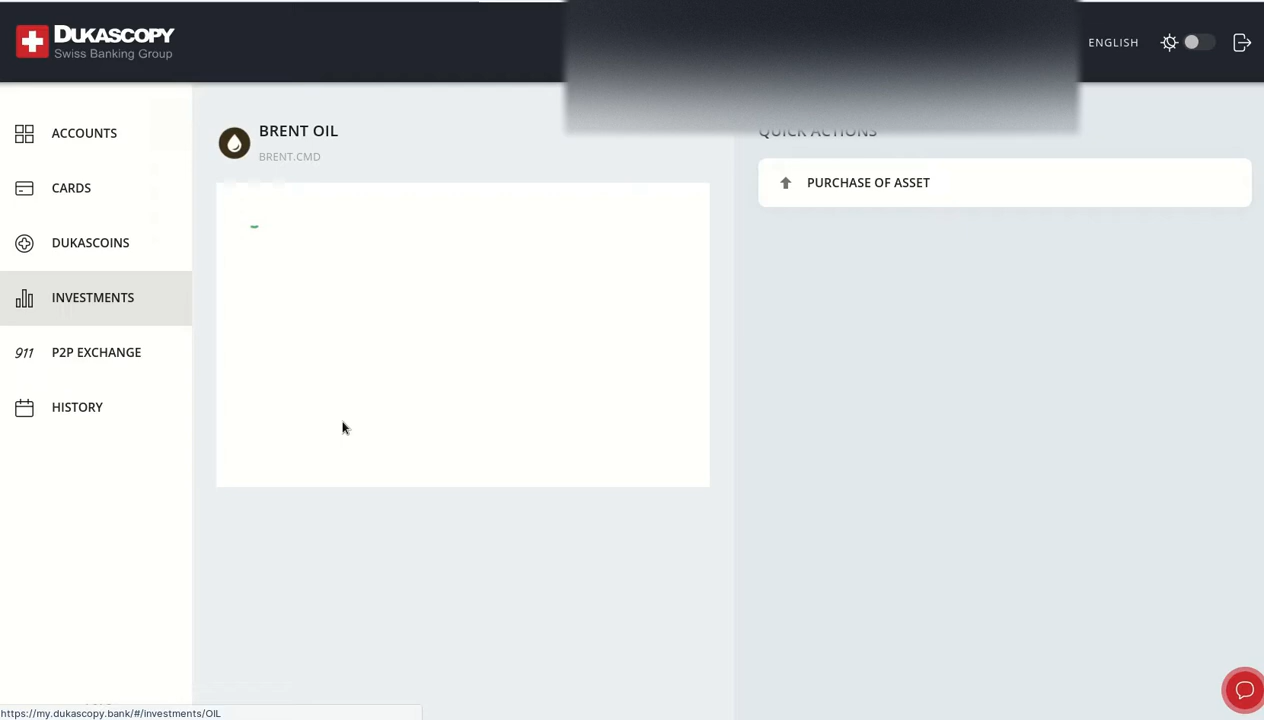 DUKASCOPY
Swiss Banking Group
ENGLISH
ACCOUNTS
CARDS
DUKASCOINS
INVESTMENTS
911 P2P EXCHANGE
HISTORY
BRENT OIL
BRENT.CMD
QUICK ACTIONS
PURCHASE OF ASSET
https://my.dukascopy.bank/#/investments/OIL